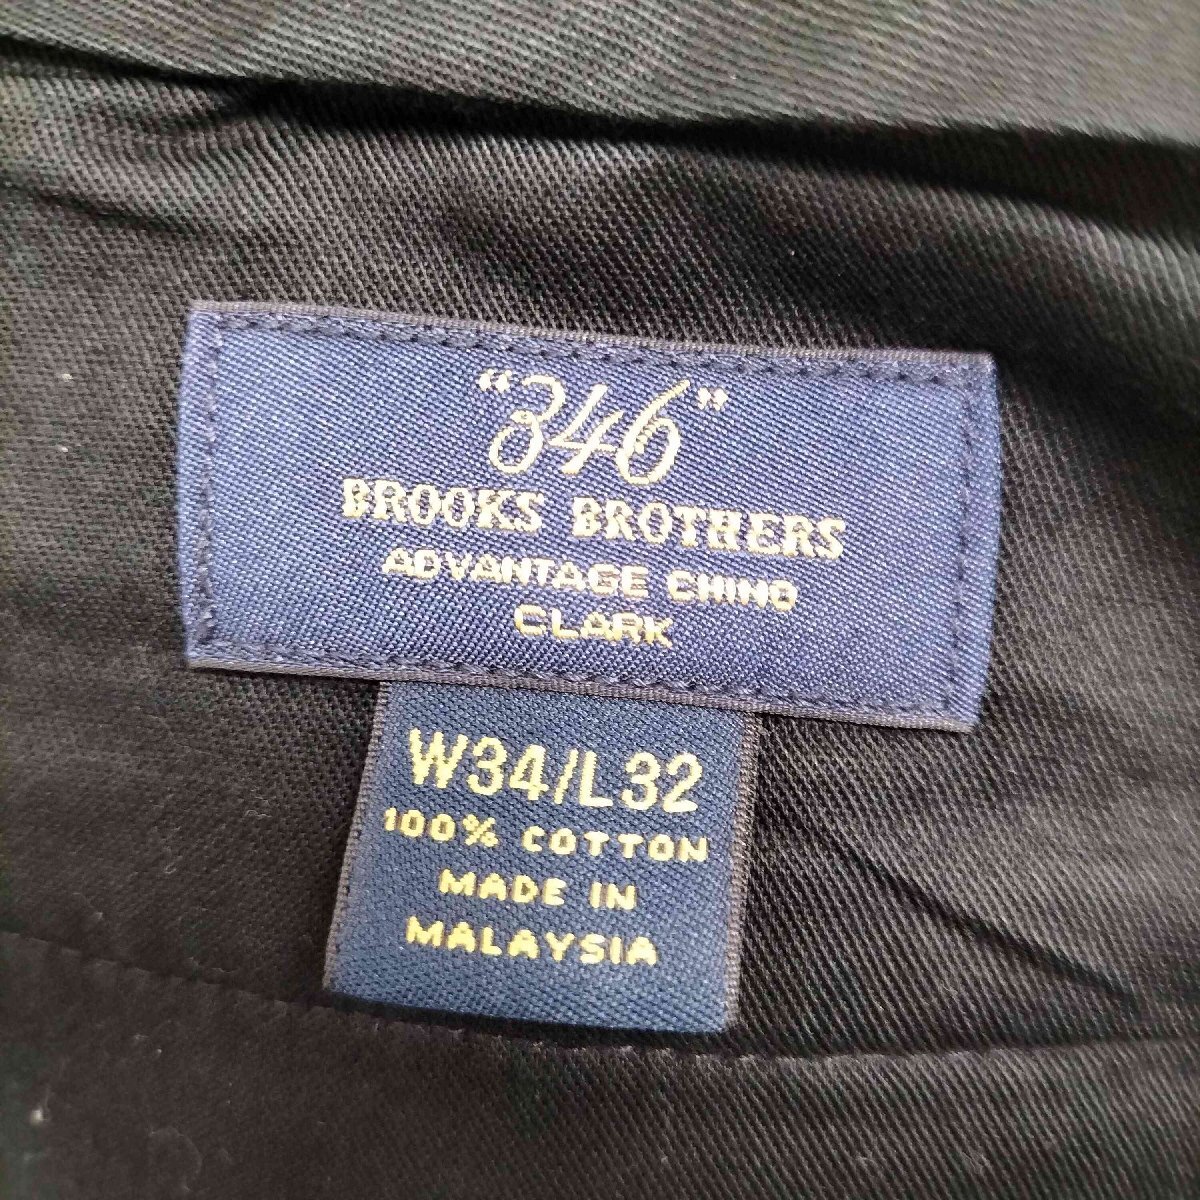 “346”
BROOKS BROTHERS
ADVANTAGE CHINO
CLARK
W34/L32
100% COTTON
MADE IN
MALAYSIA